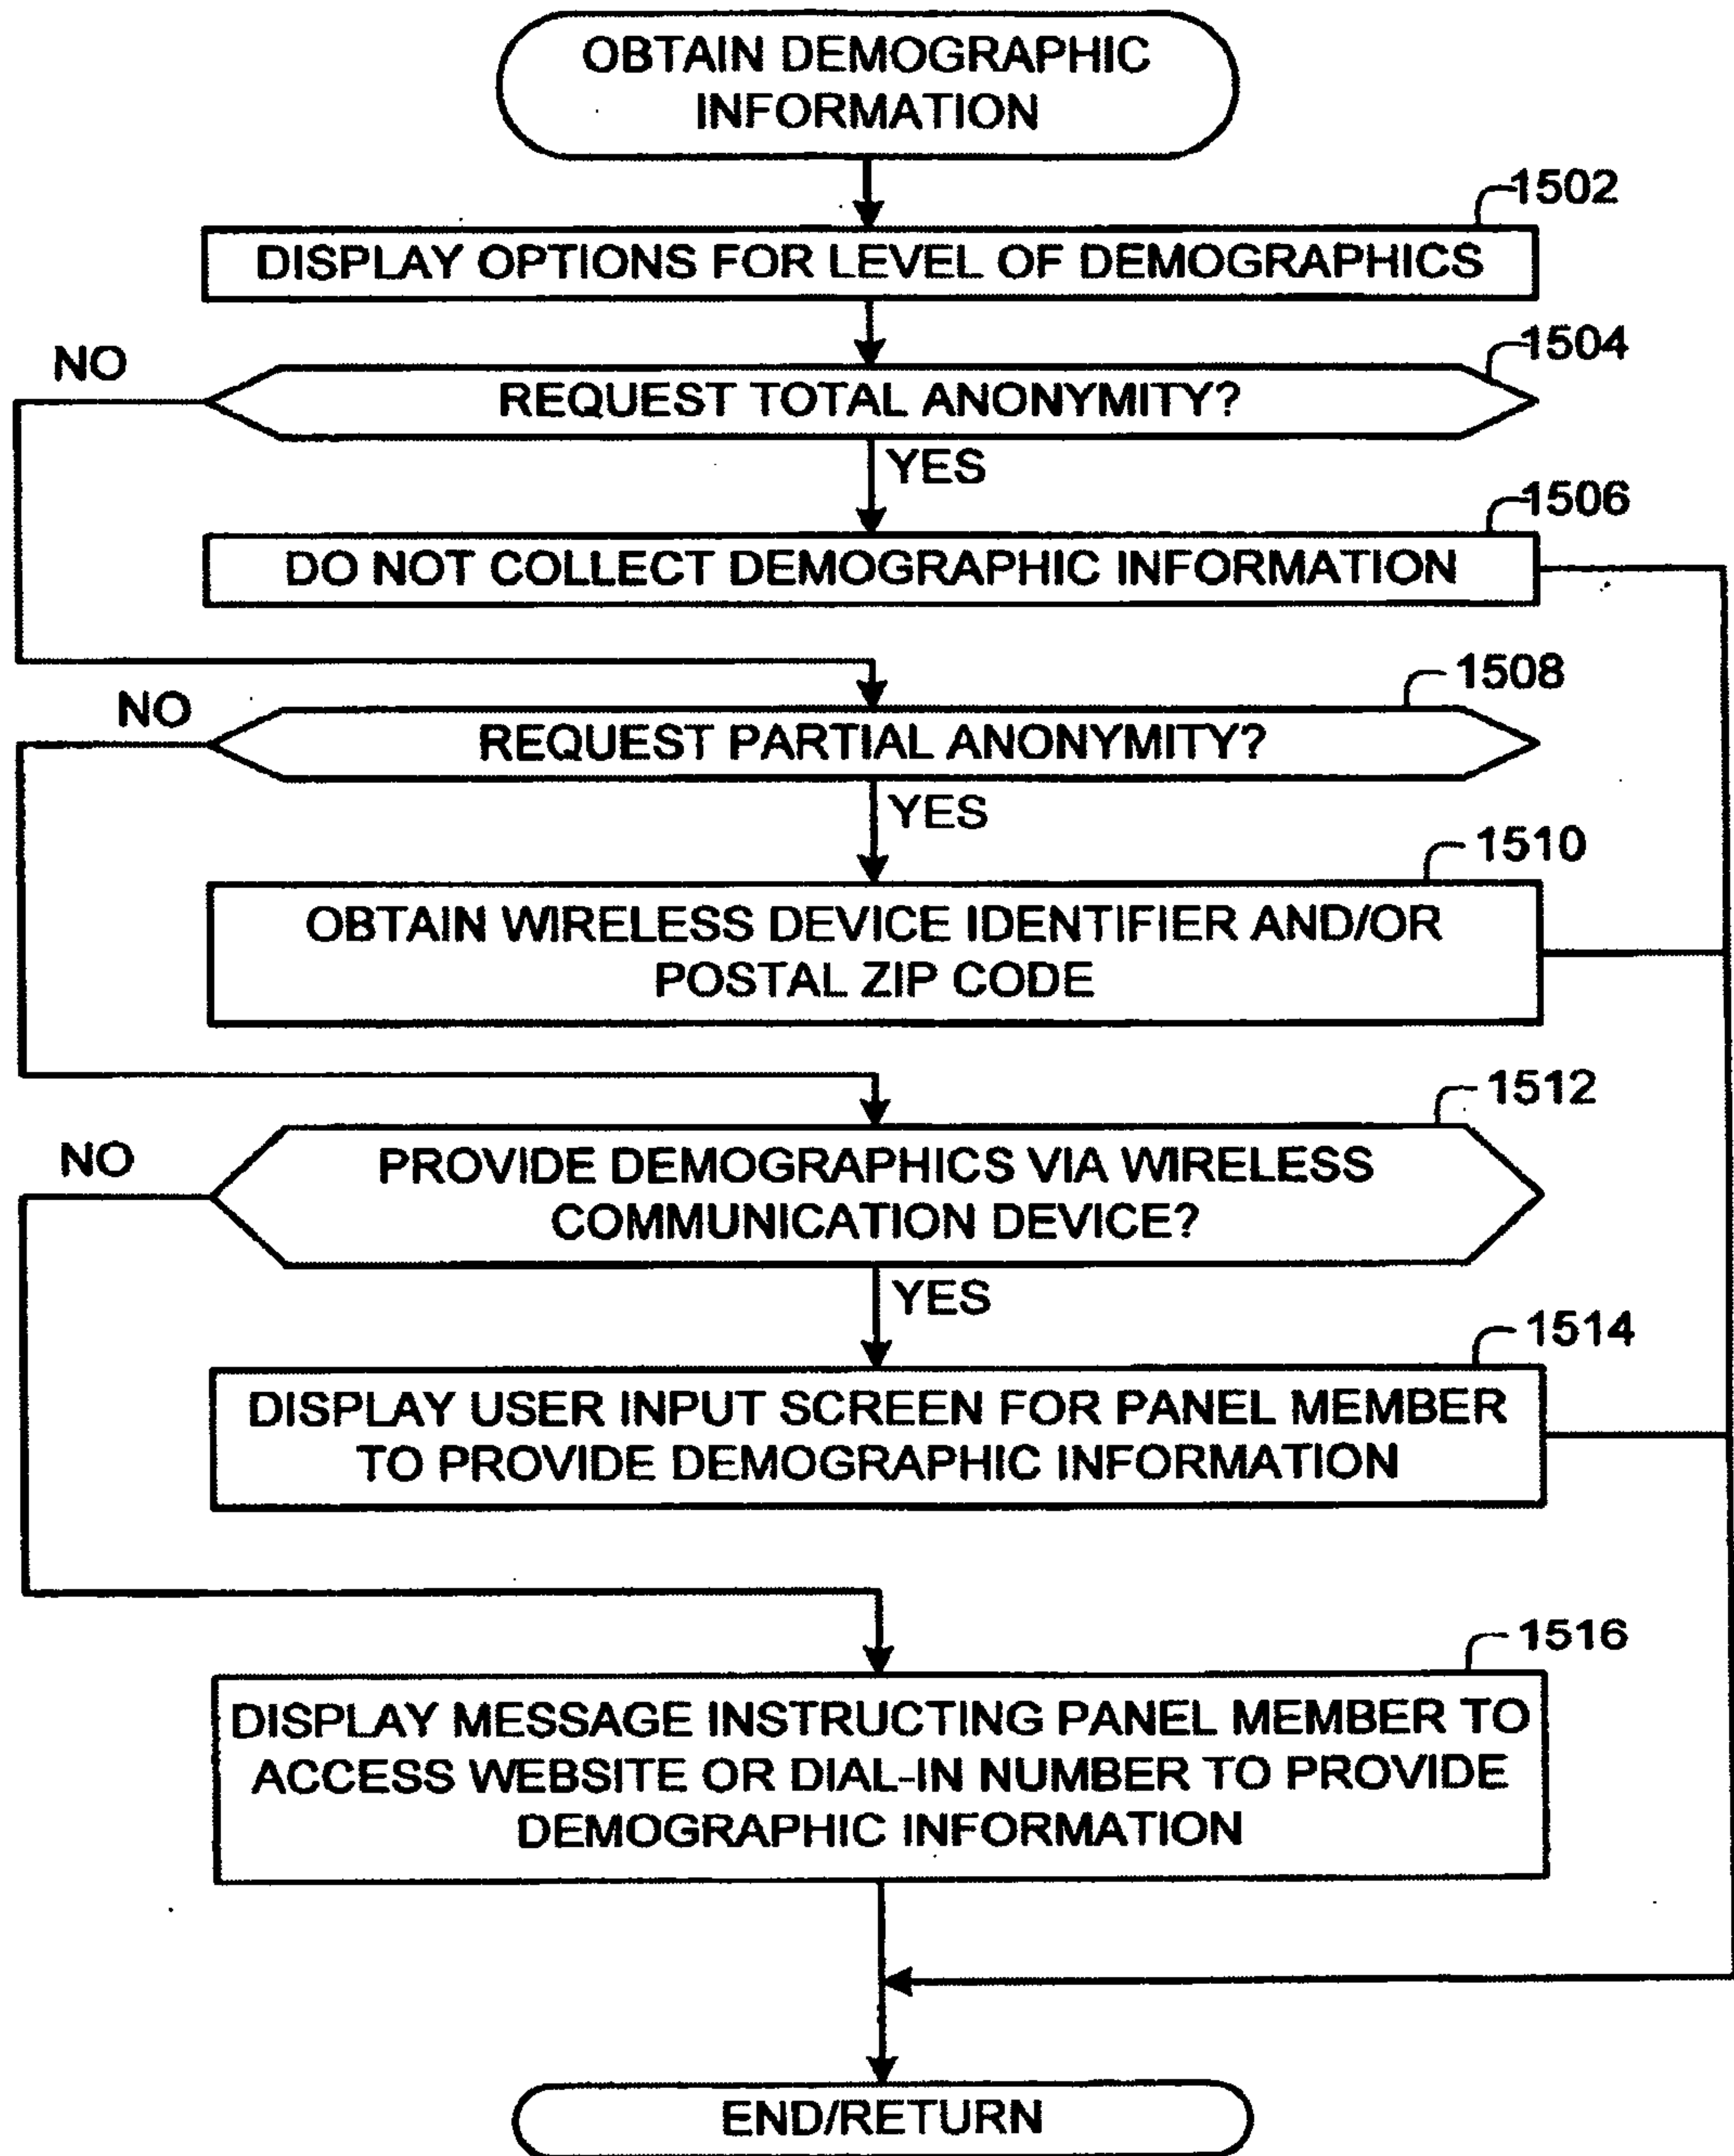 OBTAIN DEMOGRAPHIC
INFORMATION
1502
DISPLAY OPTIONS FOR LEVEL OF DEMOGRAPHICS
1504
NO
REQUEST TOTAL ANONYMITY?
YES
1506
DO NOT COLLECT DEMOGRAPHIC INFORMATION
1508
NO
REQUEST PARTIAL ANONYMITY?
YES
1510
OBTAIN WIRELESS DEVICE IDENTIFIER AND/OR
POSTAL ZIP CODE
1512
NO
PROVIDE DEMOGRAPHICS VIA WIRELESS
COMMUNICATION DEVICE?
YES
1514
DISPLAY USER INPUT SCREEN FOR PANEL MEMBER
TO PROVIDE DEMOGRAPHIC INFORMATION
1516
DISPLAY MESSAGE INSTRUCTING PANEL MEMBER TO
ACCESS WEBSITE OR DIAL-IN NUMBER TO PROVIDE
DEMOGRAPHIC INFORMATION
END/RETURN